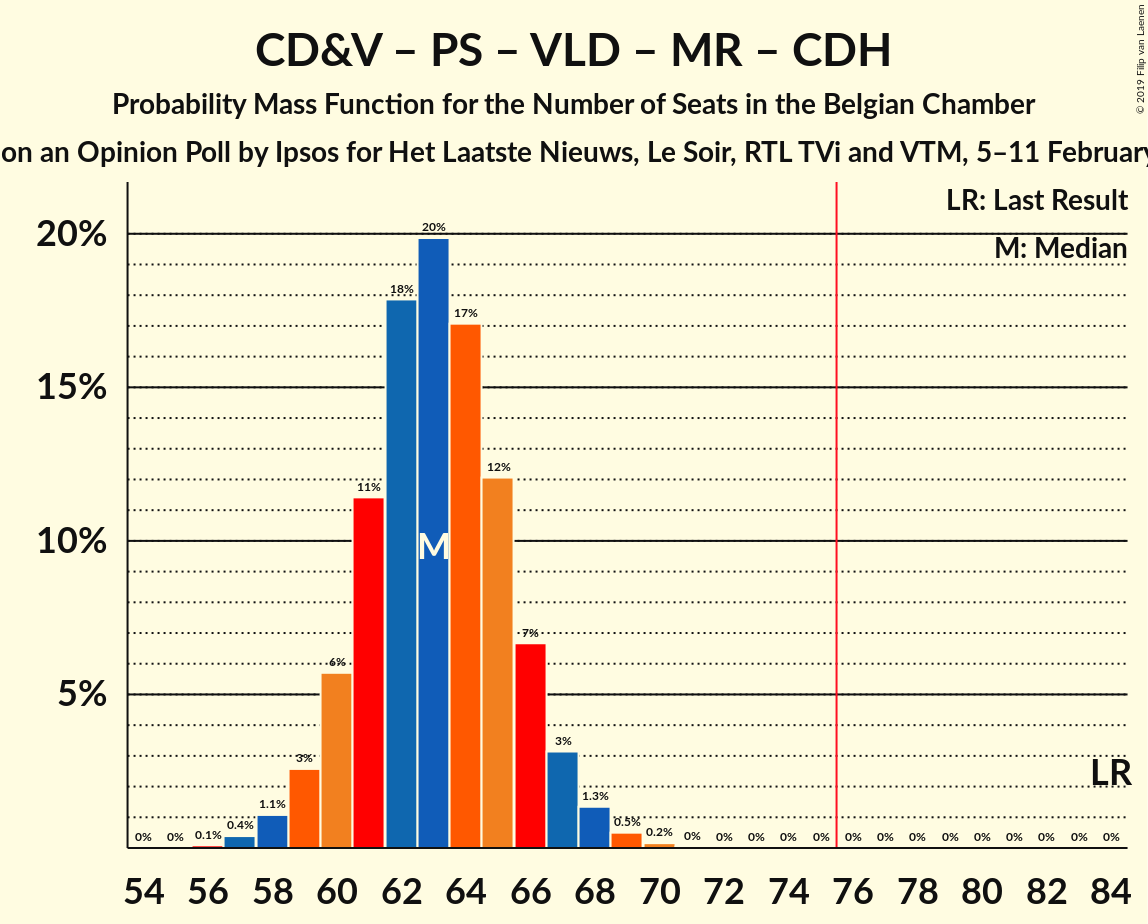 CD&V – PS – VLD – MR – CDH
Probability Mass Function for the Number of Seats in the Belgian Chamber
on an Opinion Poll by Ipsos for Het Laatste Nieuws, Le Soir, RTL TVi and VTM, 5–11 February
© 2019 Filip van Laenen
LR: Last Result
M: Median
20%
15%
10%
5%
0% 0% 0.1% 0.4% 1.1% 3% 6% 11% 18% 20% 17% 12% 7% 3% 1.3% 0.5% 0.2% 0% 0% 0% 0% 0% 0% 0% 0% 0% 0% 0% 0% 0% 0%
M
LR
54 56 58 60 62 64 66 68 70 72 74 76 78 80 82 84